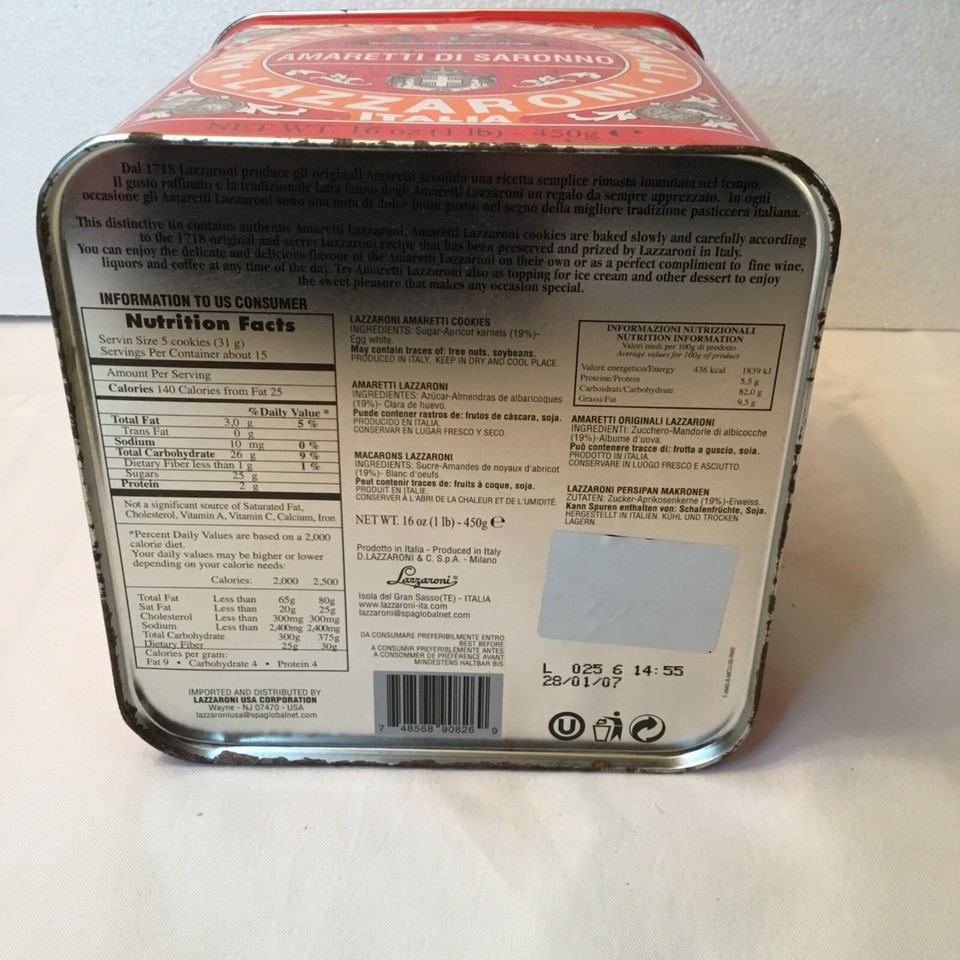 AMARETTI DI SARONNO
LAZZARONI
ITALIA
NET WT. 16 oz (1 lb) - 450g e
Dal 1718 Lazzaroni produce gli originali Amaretti secondo una ricetta semplice rimasta immutata nel tempo.
Il gusto raffinato e la tradizionale latta fanno degli Amaretti Lazzaroni un regalo da sempre apprezzato. In ogni
occasione gli Amaretti Lazzaroni sono una nota di dolce buon gusto, nel segno della migliore tradizione pasticcera italiana.
This distinctive tin contains authentic Amaretti Lazzaroni. Amaretti Lazzaroni cookies are baked slowly and carefully according
to the 1718 original and secret Lazzaroni recipe that has been preserved and prized by Lazzaroni in Italy.
You can enjoy the delicate and delicious flavour of the Amaretti Lazzaroni on their own or as a perfect compliment to fine wine,
liquors and coffee at any time of the day. Try Amaretti Lazzaroni also as topping for ice cream and other dessert to enjoy
the sweet pleasure that makes any occasion special.
INFORMATION TO US CONSUMER
Nutrition Facts
Servin Size 5 cookies (31 g)
Servings Per Container about 15
Amount Per Serving
Calories 140 Calories from Fat 25
%Daily Value *
Total Fat 3,0 g 5 %
Trans Fat 0 g
Sodium 10 mg 0 %
Total Carbohydrate 26 g 9 %
Dietary Fiber less than 1 g 1 %
Sugars 25 g
Protein 2 g
Not a significant source of Saturated Fat,
Cholesterol, Vitamin A, Vitamin C, Calcium, Iron
*Percent Daily Values are based on a 2,000
calorie diet.
Your daily values may be higher or lower
depending on your calorie needs:
Calories: 2,000 2,500
Total Fat Less than 65g 80g
Sat Fat Less than 20g 25g
Cholesterol Less than 300mg 300mg
Sodium Less than 2,400mg 2,400mg
Total Carbohydrate 300g 375g
Dietary Fiber 25g 30g
Calories per gram:
Fat 9 • Carbohydrate 4 • Protein 4
IMPORTED AND DISTRIBUTED BY
LAZZARONI USA CORPORATION
Wayne - NJ 07470 - USA
lazzaroniusa@spaglobalnet.com
LAZZARONI AMARETTI COOKIES
INGREDIENTS: Sugar-Apricot kernels (19%)-
Egg white.
May contain traces of: tree nuts, soybeans.
PRODUCED IN ITALY. KEEP IN DRY AND COOL PLACE.
AMARETTI LAZZARONI
INGREDIENTES: Azúcar-Almendras de albaricoques
(19%)- Clara de huevo.
Puede contener rastros de: frutos de càscara, soja.
PRODUCIDO EN ITALIA.
CONSERVAR EN LUGAR FRESCO Y SECO.
MACARONS LAZZARONI
INGREDIENTS: Sucre-Amandes de noyaux d'abricot
(19%)- Blanc d'oeufs.
Peut contenir traces de: fruits à coque, soja.
PRODUIT EN ITALIE.
CONSERVER À L'ABRI DE LA CHALEUR ET DE L'UMIDITÉ.
NET WT. 16 oz (1 lb) - 450g e
Prodotto in Italia - Produced in Italy
D.LAZZARONI & C. S.p.A. - Milano
Lazzaroni
Isola del Gran Sasso(TE) - ITALIA
www.lazzaroni-ita.com
lazzaroni@spaglobalnet.com
DA CONSUMARE PREFERIBILMENTE ENTRO
BEST BEFORE
A CONSUMIR PREFERIBLEMENTE ANTES
A CONSOMMER DE PREFERENCE AVANT
MINDESTENS HALTBAR BIS
7 48568 90826 9
INFORMAZIONI NUTRIZIONALI
NUTRITION INFORMATION
Valori medi per 100g di prodotto
Average values for 100g of product
Valore energetico/Energy 436 kcal 1839 kJ
Proteine/Protein 5,5 g
Carboidrati/Carbohydrate 82,0 g
Grassi/Fat 9,5 g
AMARETTI ORIGINALI LAZZARONI
INGREDIENTI: Zucchero-Mandorle di albicocche
(19%)-Albume d'uova.
Può contenere tracce di: frutta a guscio, soia.
PRODOTTO IN ITALIA.
CONSERVARE IN LUOGO FRESCO E ASCIUTTO.
LAZZARONI PERSIPAN MAKRONEN
ZUTATEN: Zucker-Aprikosenkerne (19%)-Eiweiss.
Kann Spuren enthalten von: Schalenfrüchte, Soja.
HERGESTELLT IN ITALIEN. KÜHL UND TROCKEN
LAGERN.
L 025 6 14:55
28/01/07
U